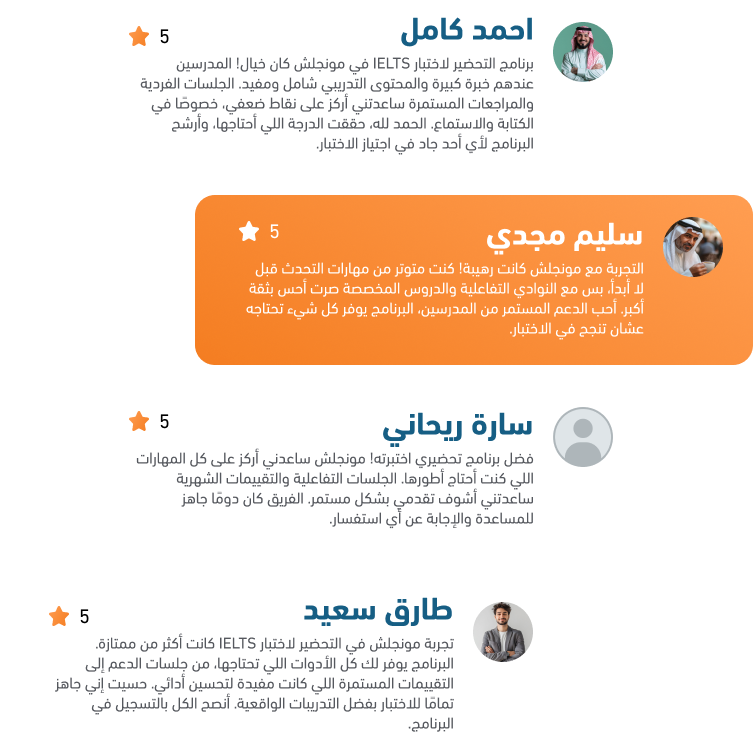 احمد كامل
5
برنامج التحضير لاختبار IELTS في مونجلش كان خيال! المدرسين
عندهم خبرة كبيرة والمحتوى التدريبي شامل ومفيد. الجلسات الفردية
والمراجعات المستمرة ساعدتني أركز على نقاط ضعفي، خصوصًا في
الكتابة والاستماع. الحمد لله، حققت الدرجة اللي أحتاجها، وأرشح
البرنامج لأي أحد جاد في اجتياز الاختبار.
سليم مجدي
5
التجربة مع مونجلش كانت رهيبة! كنت متوتر من مهارات التحدث قبل
لا أبدأ، بس مع النوادي التفاعلية والدروس المخصصة صرت أحس بثقة
أكبر. أحب الدعم المستمر من المدرسين، البرنامج يوفر كل شيء تحتاجه
عشان تنجح في الاختبار.
سارة ريحاني
5
فضل برنامج تحضيري اختبرته! مونجلش ساعدني أركز على كل المهارات
اللي كنت أحتاج أطورها. الجلسات التفاعلية والتقييمات الشهرية
ساعدتني أشوف تقدمي بشكل مستمر. الفريق كان دومًا جاهز
للمساعدة والإجابة عن أي استفسار.
طارق سعيد
5
تجربة مونجلش في التحضير لاختبار IELTS كانت أكثر من ممتازة.
البرنامج يوفر لك كل الأدوات اللي تحتاجها، من جلسات الدعم إلى
التقييمات المستمرة اللي كانت مفيدة لتحسين أدائي. حسيت إني جاهز
تمامًا للاختبار بفضل التدريبات الواقعية. أنصح الكل بالتسجيل في
البرنامج.